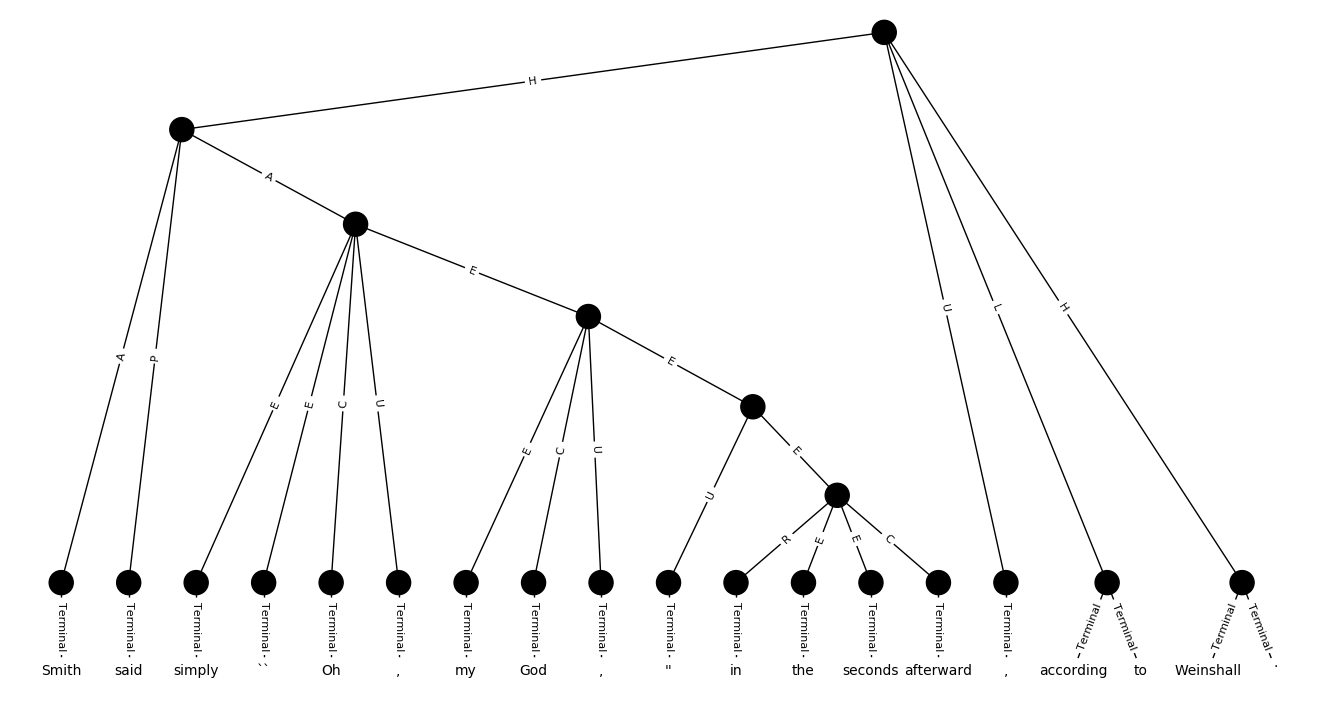 H
A
E
A
P
E
E
C
U
E
C
U
E
U
E
R
E
E
C
U
L
H
Terminal Terminal Terminal Terminal Terminal Terminal Terminal Terminal Terminal Terminal Terminal Terminal Terminal Terminal Terminal Terminal Terminal Terminal Terminal
Smith said simply `` Oh , my God , " in the seconds afterward , according to Weinshall .